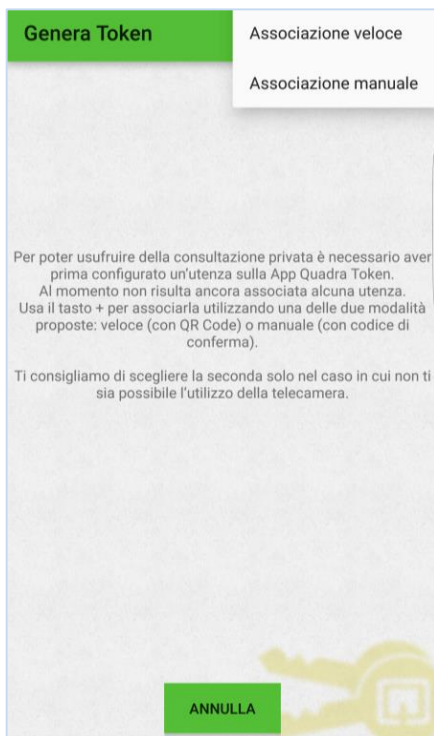 Genera Token
Associazione veloce
Associazione manuale
Per poter usufruire della consultazione privata è necessario aver
prima configurato un'utenza sulla App Quadra Token.
Al momento non risulta ancora associata alcuna utenza.
Usa il tasto + per associarla utilizzando una delle due modalità
proposte: veloce (con QR Code) o manuale (con codice di
conferma).
Ti consigliamo di scegliere la seconda solo nel caso in cui non ti
sia possibile l'utilizzo della telecamera.
ANNULLA